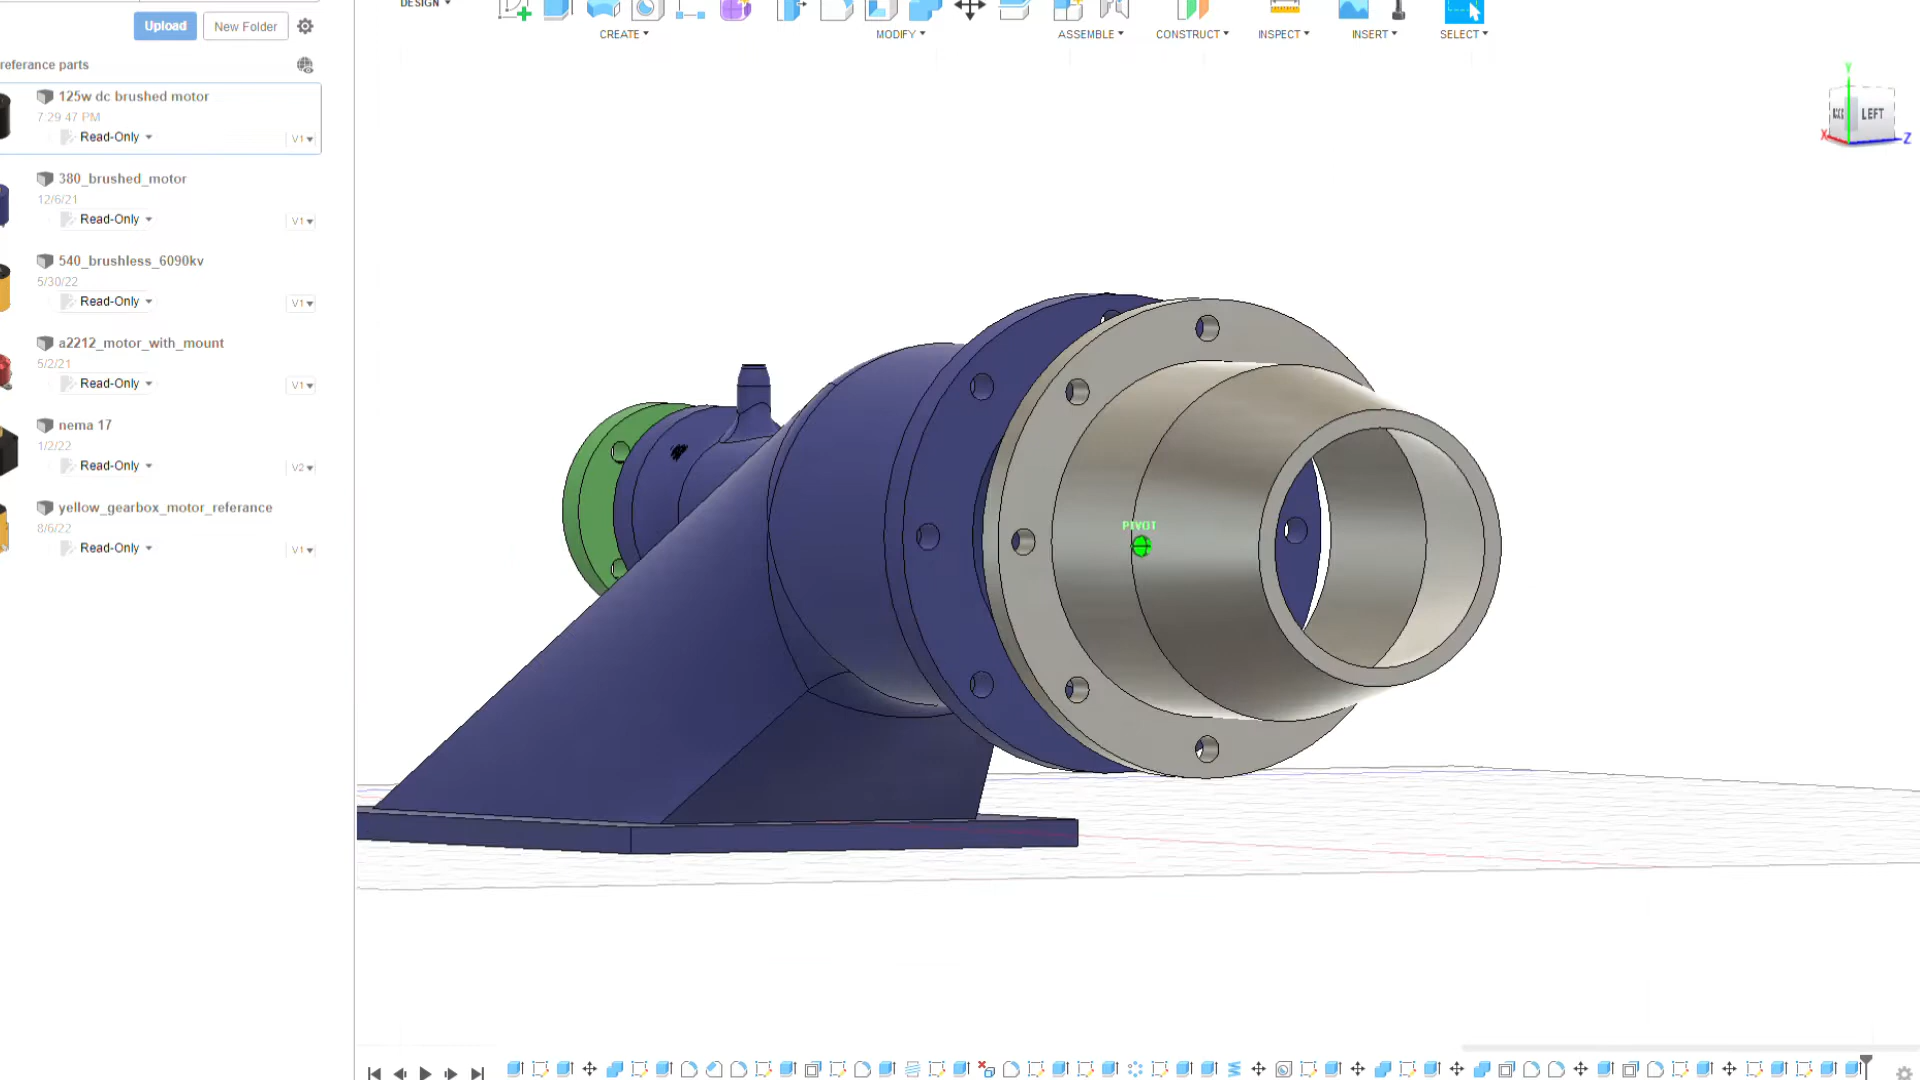 DESIGN
CREATE
MODIFY
ASSEMBLE
CONSTRUCT
INSPECT
INSERT
SELECT
Upload
New Folder
referance parts
125w dc brushed motor
7 29 47 PM
Read-Only
V1
380_brushed_motor
12/6/21
Read-Only
V1
540_brushless_6090kv
5/30/22
Read-Only
V1
a2212_motor_with_mount
5/2/21
Read-Only
V1
nema 17
1/2/22
Read-Only
V2
yellow_gearbox_motor_referance
8/6/22
Read-Only
V1
PIVOT
Y
LEFT
X
Z